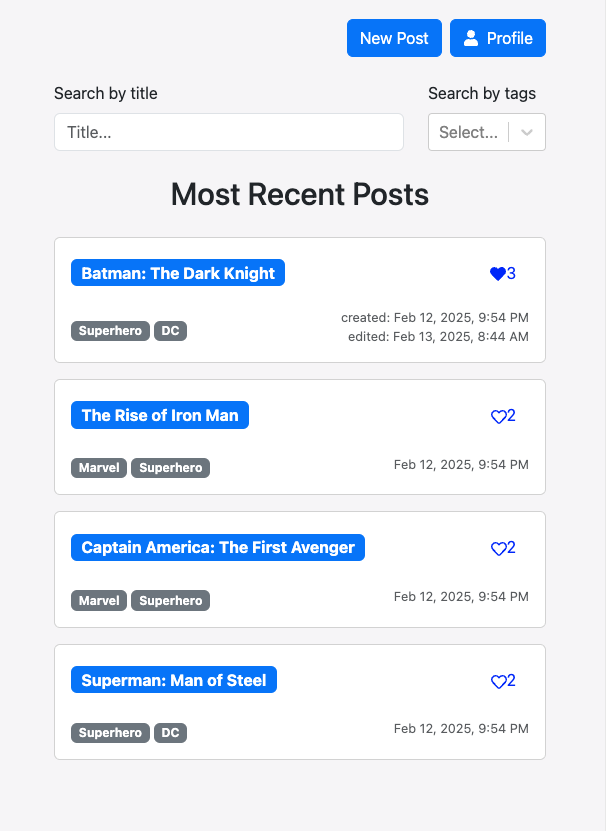 New Post Profile
Search by title Search by tags
Title... Select...
Most Recent Posts
Batman: The Dark Knight 3
created: Feb 12, 2025, 9:54 PM
Superhero DC edited: Feb 13, 2025, 8:44 AM
The Rise of Iron Man 2
Marvel Superhero Feb 12, 2025, 9:54 PM
Captain America: The First Avenger 2
Marvel Superhero Feb 12, 2025, 9:54 PM
Superman: Man of Steel 2
Superhero DC Feb 12, 2025, 9:54 PM